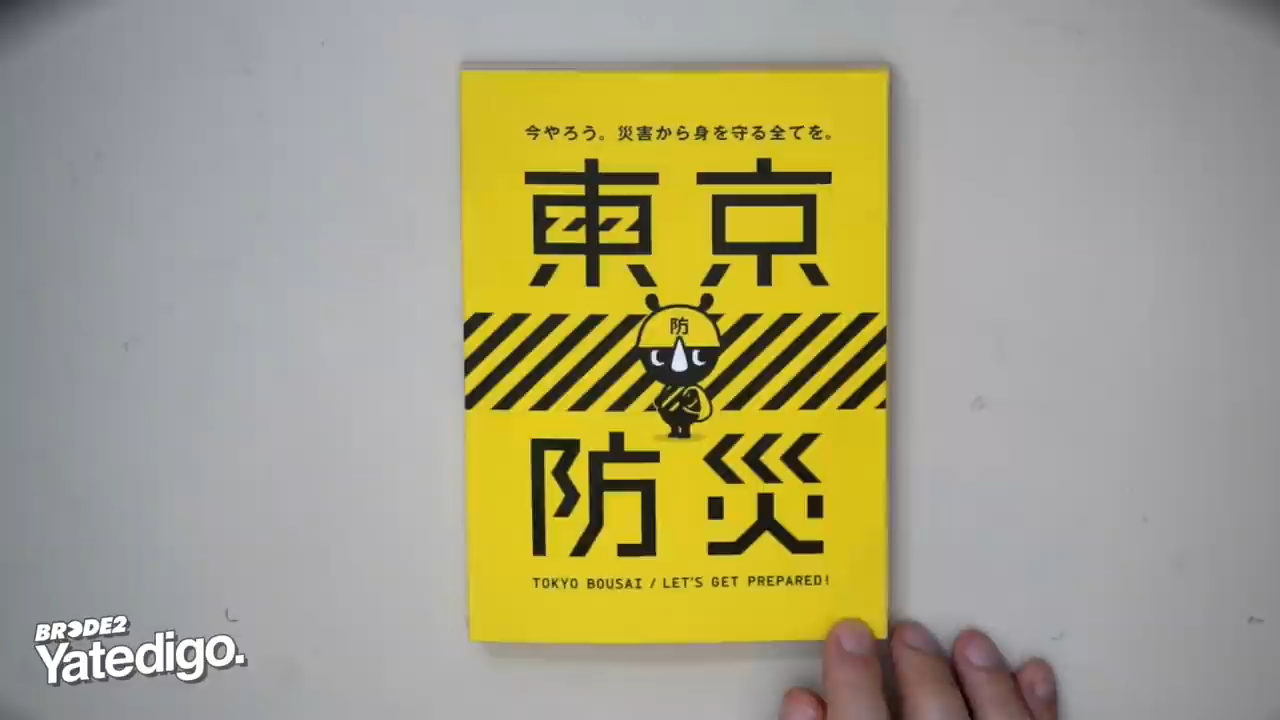 今やろう。災害から身を守る全てを。
東京
防
防災
TOKYO BOUSAI / LET'S GET PREPARED!
BRODE2
Yatedigo.